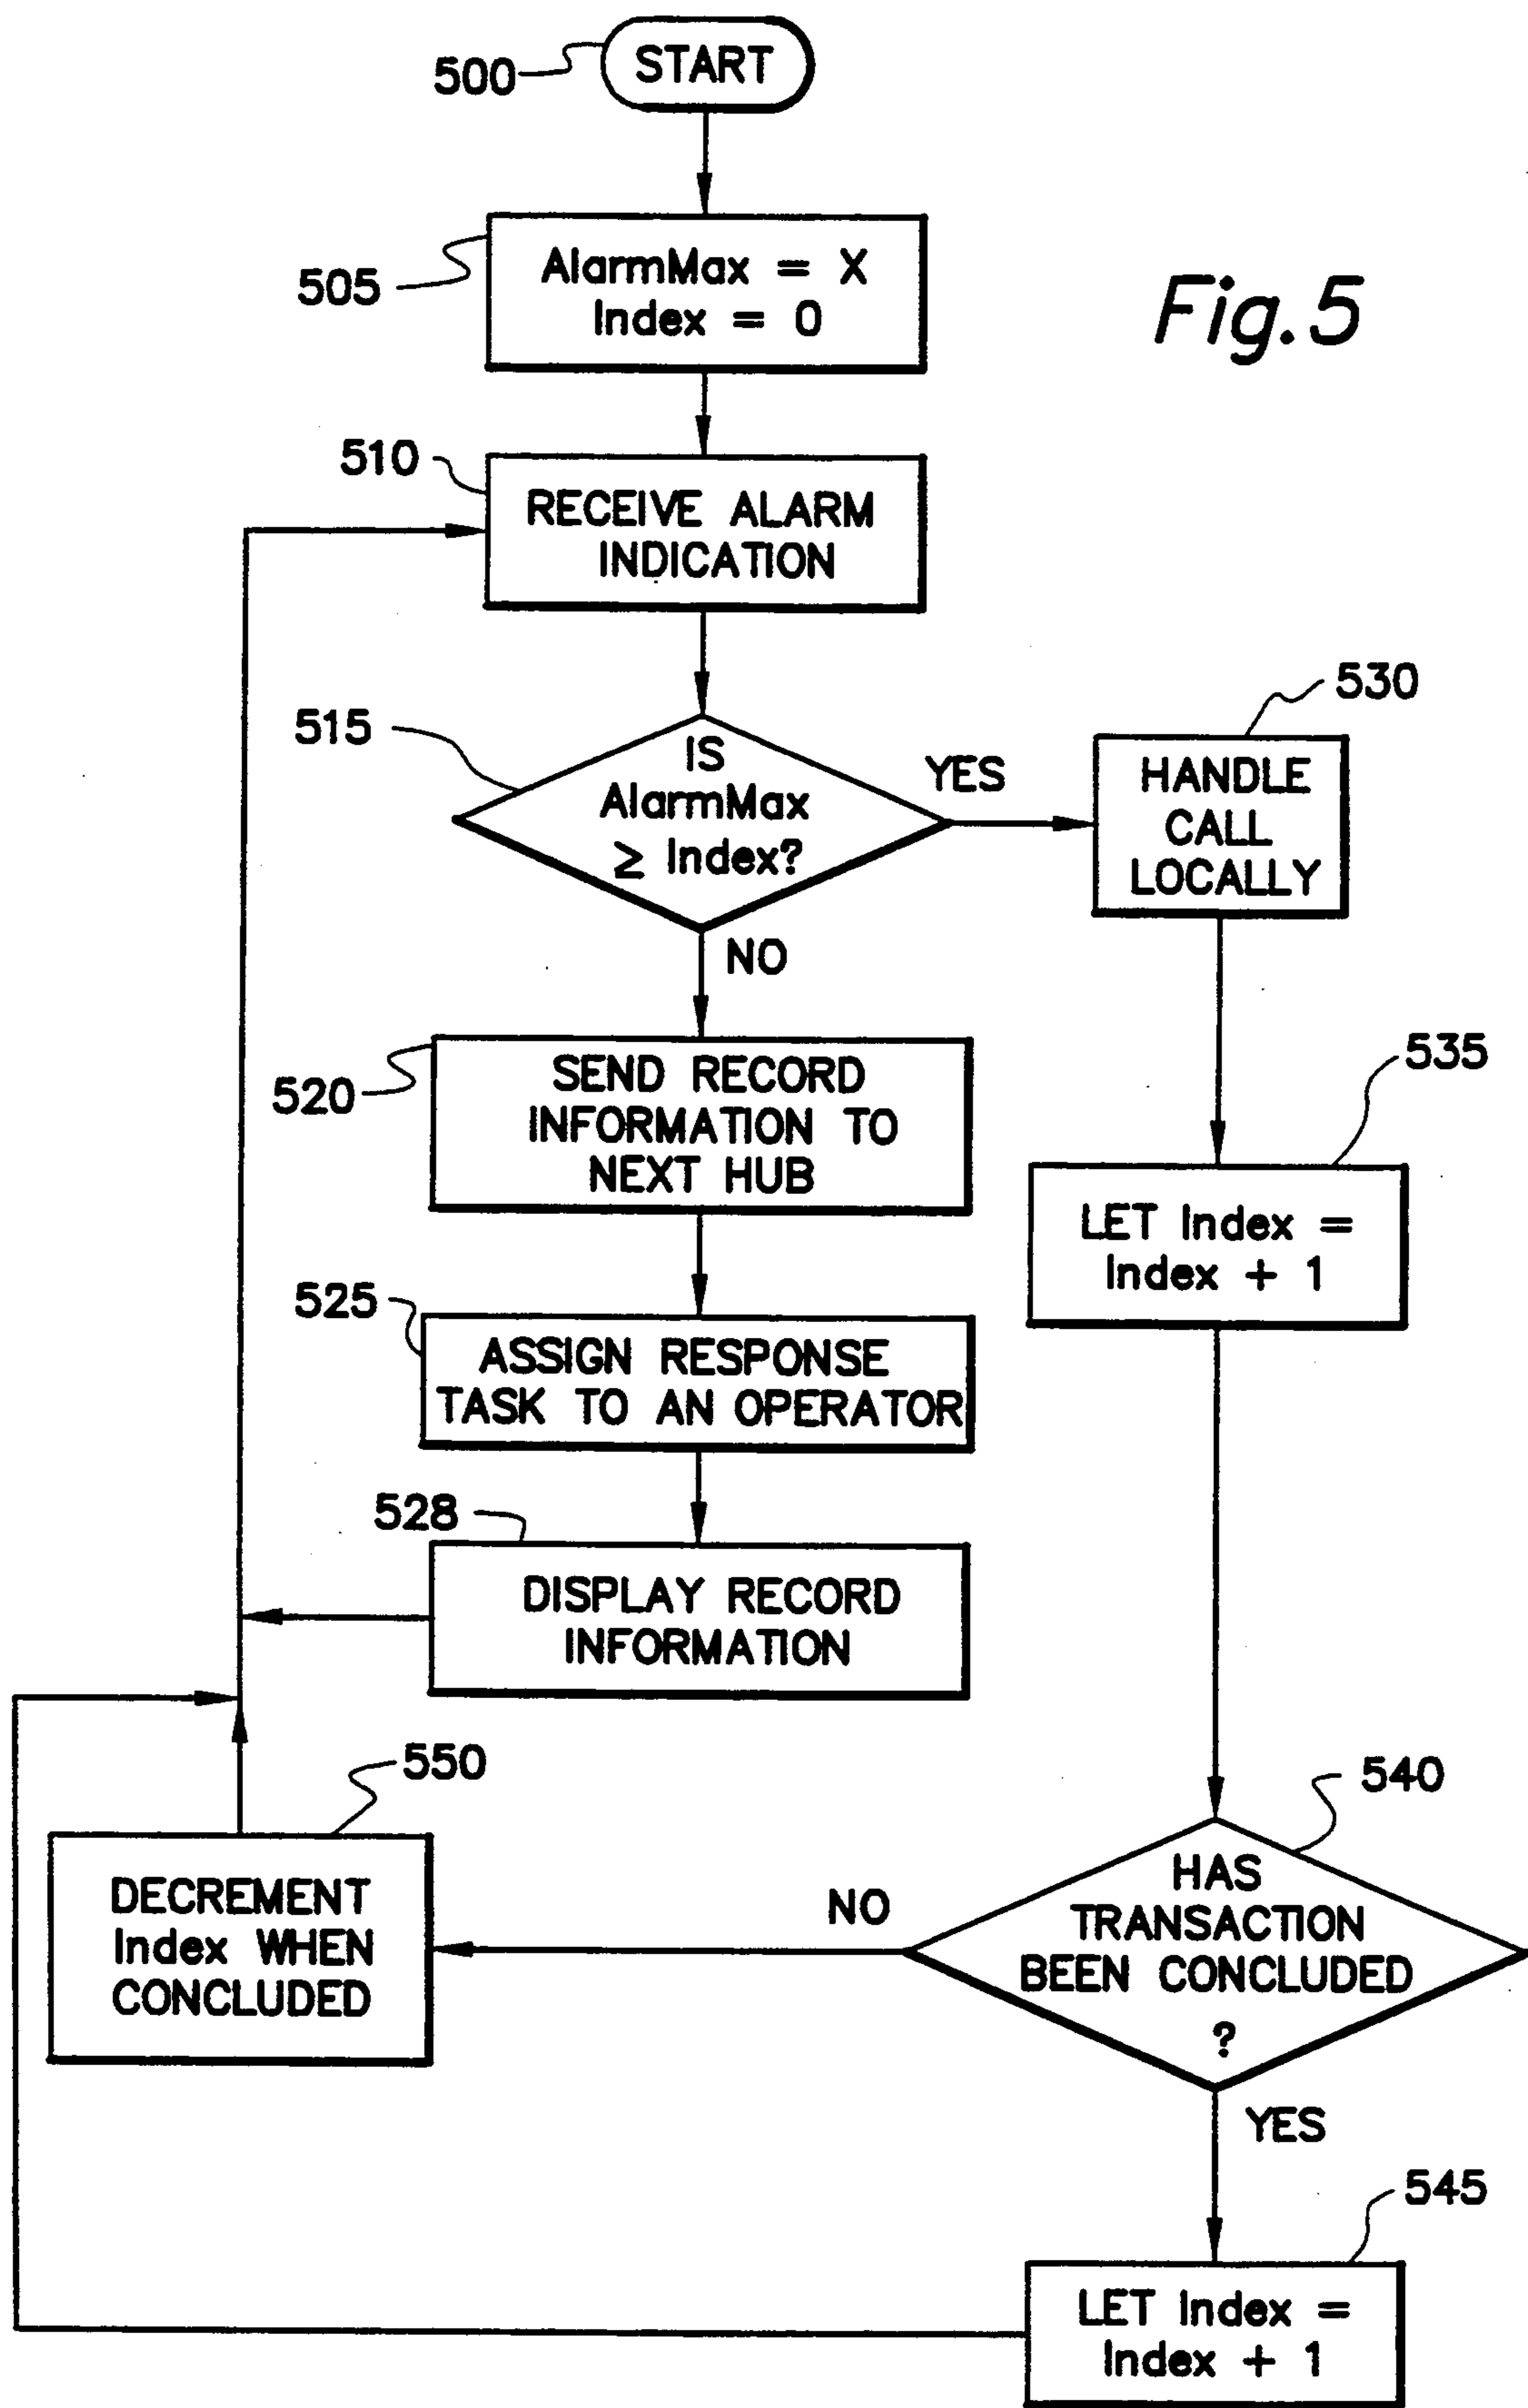 500
START
505
AlarmMax = X
Index = 0
Fig. 5
510
RECEIVE ALARM
INDICATION
515
IS
AlarmMax
≥ Index?
YES
NO
530
HANDLE
CALL
LOCALLY
520
SEND RECORD
INFORMATION TO
NEXT HUB
535
LET Index =
Index + 1
525
ASSIGN RESPONSE
TASK TO AN OPERATOR
528
DISPLAY RECORD
INFORMATION
550
DECREMENT
Index WHEN
CONCLUDED
540
HAS
TRANSACTION
BEEN CONCLUDED
?
NO
YES
545
LET Index =
Index + 1